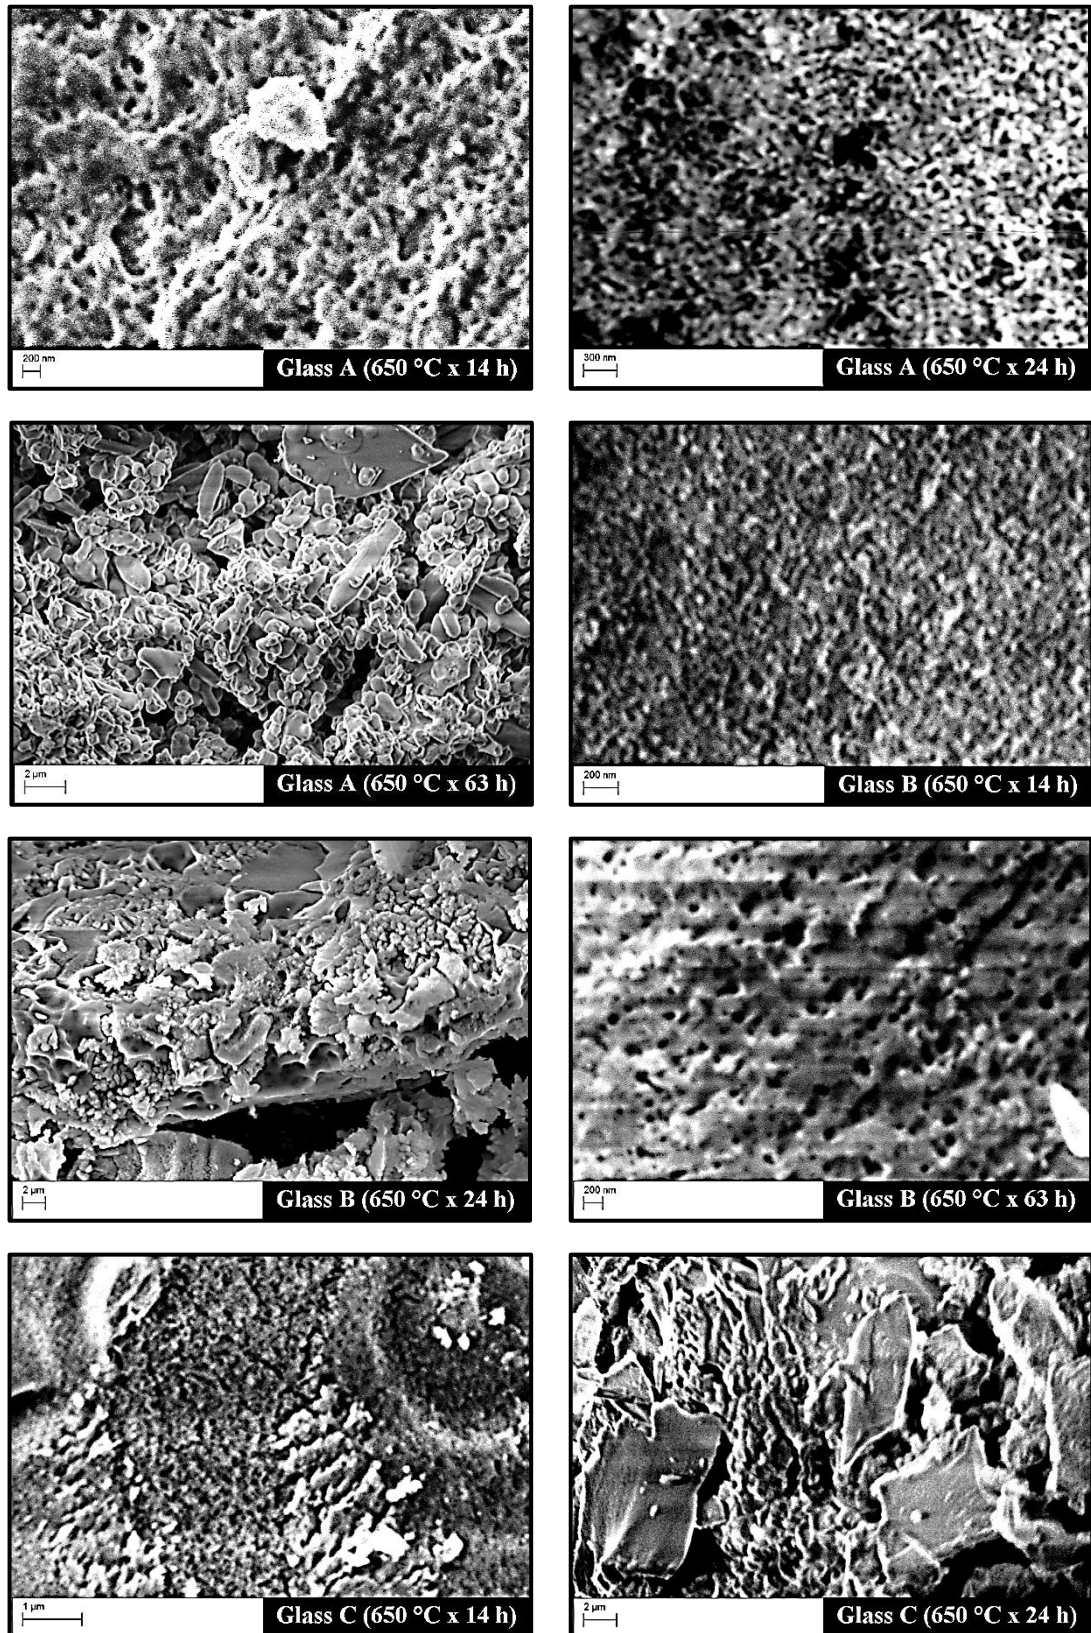 200 nm
Glass A (650 °C x 14 h)
300 nm
Glass A (650 °C x 24 h)
2 µm
Glass A (650 °C x 63 h)
200 nm
Glass B (650 °C x 14 h)
2 µm
Glass B (650 °C x 24 h)
200 nm
Glass B (650 °C x 63 h)
1 µm
Glass C (650 °C x 14 h)
2 µm
Glass C (650 °C x 24 h)